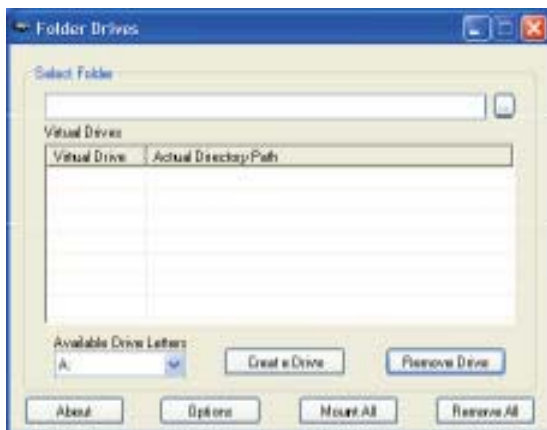 Folder Drives
Select Folder
...
Virtual Drives
Virtual Drive Actual Directory Path
Available Drive Letters
A: Create Drive Remove Drive
About Options Mount All Remove All